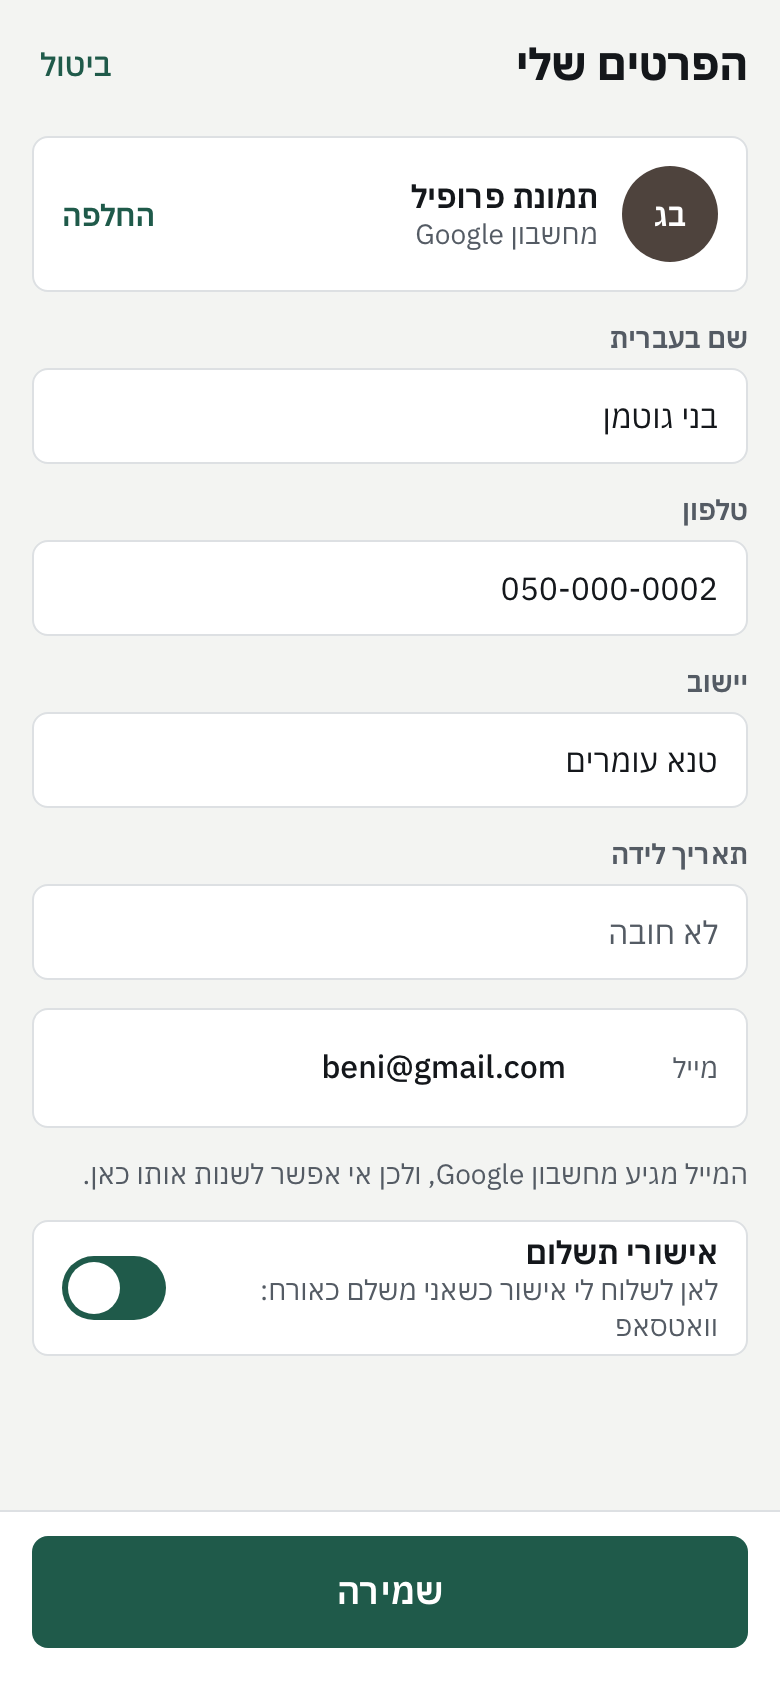 הפרטים שלי
ביטול
בג
תמונת פרופיל
מחשבון Google
החלפה
שם בעברית
בני גוטמן
טלפון
050-000-0002
יישוב
טנא עומרים
תאריך לידה
לא חובה
מייל
beni@gmail.com
המייל מגיע מחשבון Google, ולכן אי אפשר לשנות אותו כאן.
אישורי תשלום
לאן לשלוח לי אישור כשאני משלם כאורח:
וואטסאפ
שמירה